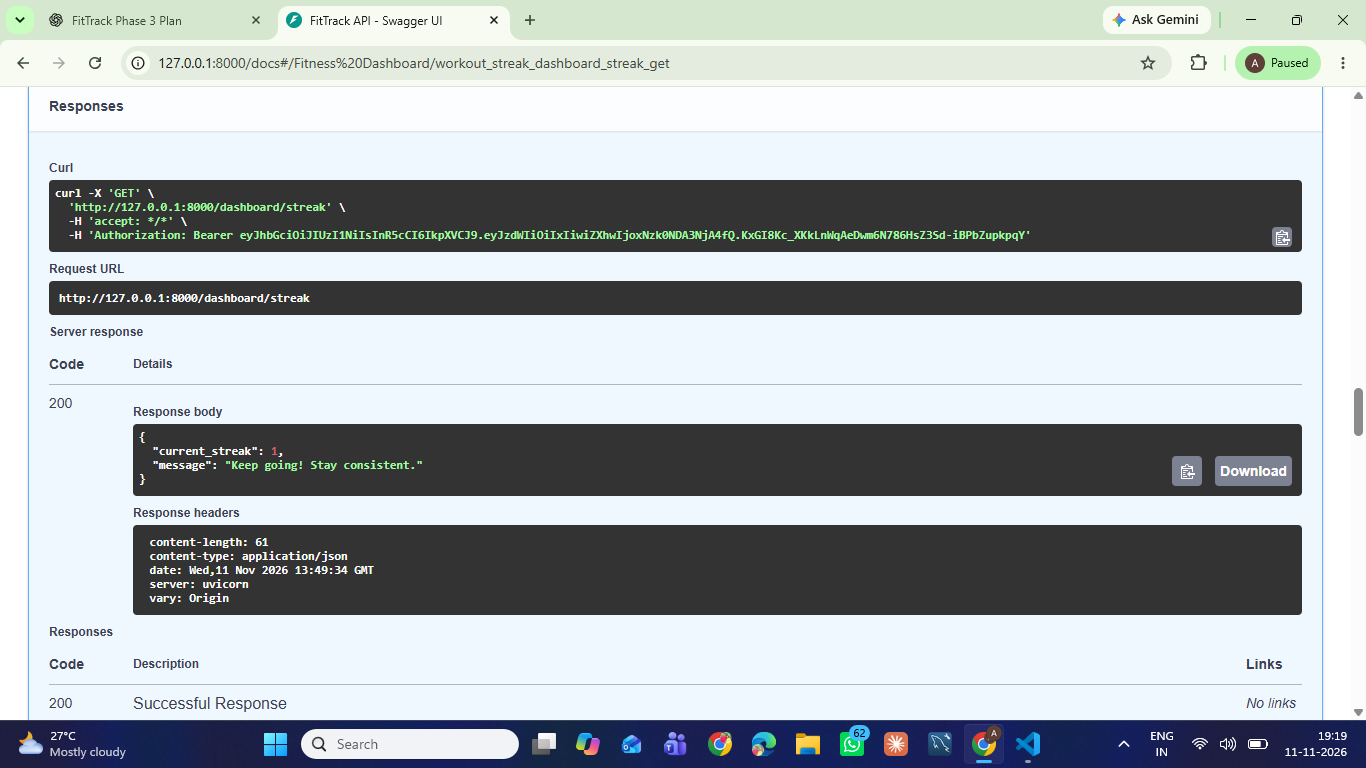 FitTrack Phase 3 Plan
FitTrack API - Swagger UI
Ask Gemini
127.0.0.1:8000/docs#/Fitness%20Dashboard/workout_streak_dashboard_streak_get
A
Paused
Responses
Curl
curl -X 'GET' \
'http://127.0.0.1:8000/dashboard/streak' \
-H 'accept: */*' \
-H 'Authorization: Bearer eyJhbGciOiJIUzI1NiIsInR5cCI6IkpXVCJ9.eyJzdWIiOiIxIiwiZXhwIjoxNzk0NDA3NjA4fQ.KxGI8Kc_XKkLnWqAeDwm6N786HsZ3Sd-iBPbZupkpqY'
Request URL
http://127.0.0.1:8000/dashboard/streak
Server response
Code Details
200
Response body
{
"current_streak": 1,
"message": "Keep going! Stay consistent."
}
Download
Response headers
content-length: 61
content-type: application/json
date: Wed,11 Nov 2026 13:49:34 GMT
server: uvicorn
vary: Origin
Responses
Code Description Links
200 Successful Response No links
27°C
Mostly cloudy
Search
62
A
ENG
IN
19:19
11-11-2026